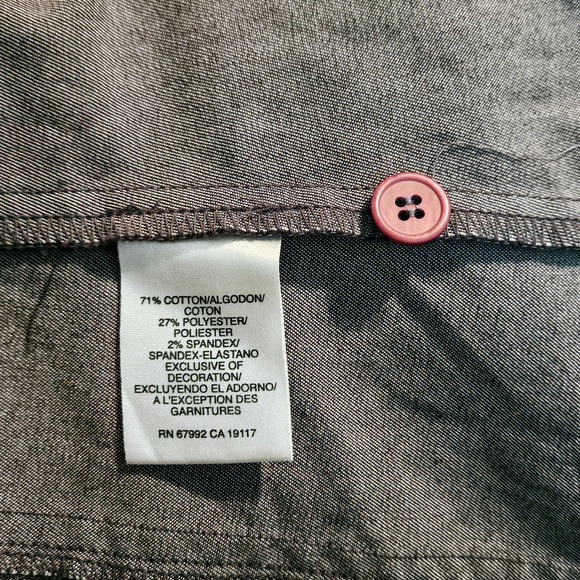 71% COTTON/ALGODON/
COTON
27% POLYESTER/
POLIESTER
2% SPANDEX/
SPANDEX-ELASTANO
EXCLUSIVE OF
DECORATION/
EXCLUYENDO EL ADORNO/
A L'EXCEPTION DES
GARNITURES
RN 67992 CA 19117